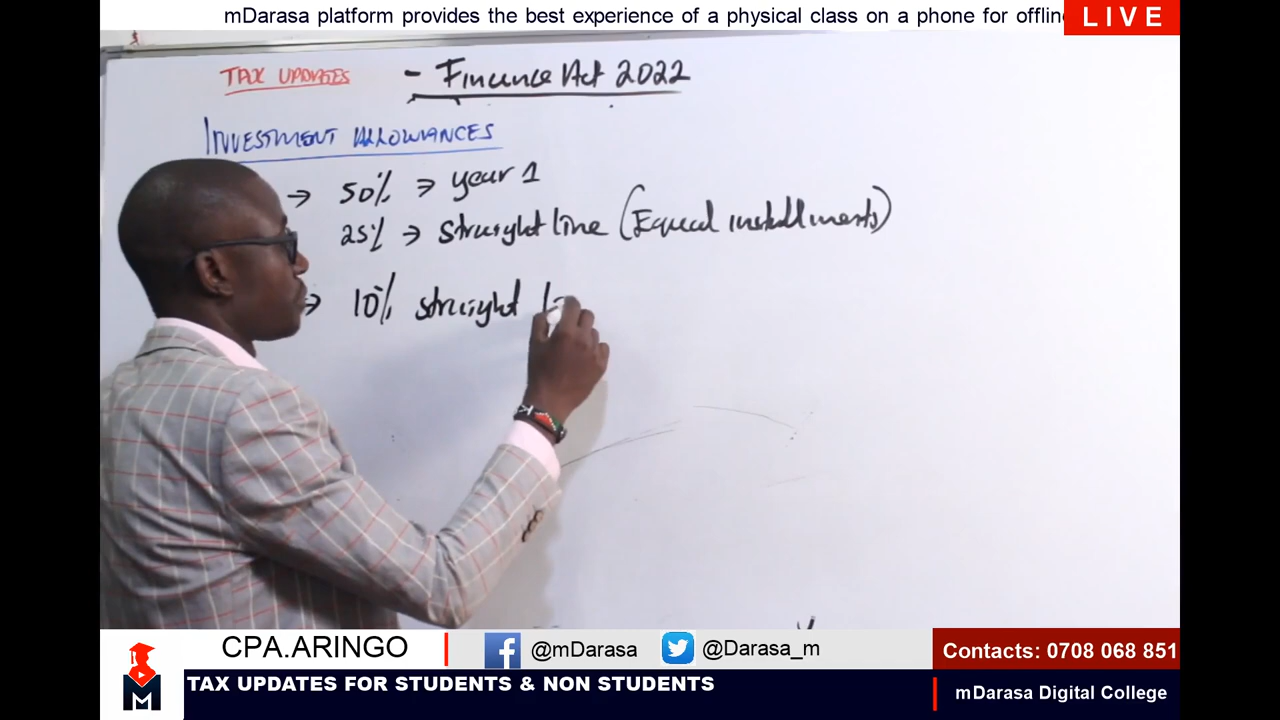 mDarasa platform provides the best experience of a physical class on a phone for offlin
LIVE
TAX UPDATES - Finance Act 2022
INVESTMENT ALLOWANCES
→ 50% ⇒ year 1
25% → straight line (Equal installments)
→ 10% straight
CPA.ARINGO
@mDarasa
@Darasa_m
Contacts: 0708 068 851
M
TAX UPDATES FOR STUDENTS & NON STUDENTS
mDarasa Digital College